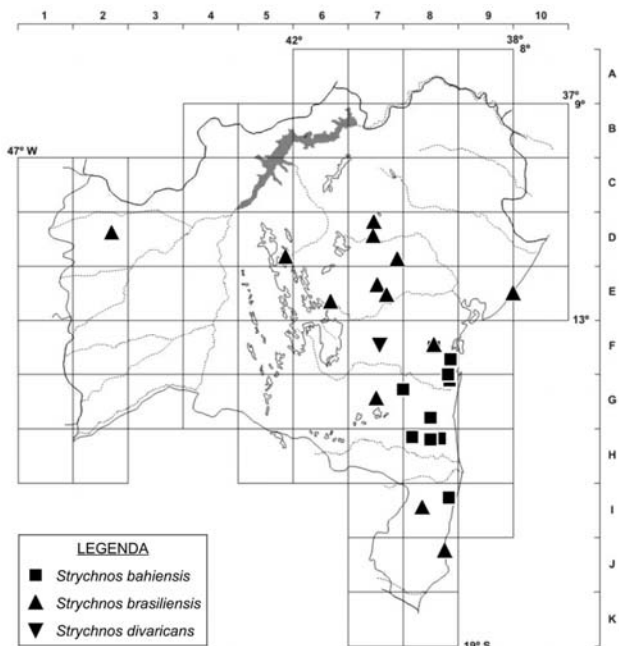 1 2 3 4 5 6 7 8 9 10
42° 38°
8°
A
37°
9°
B
47° W
C
D
E
13°
F
G
H
I
LEGENDA
Strychnos bahiensis
J
Strychnos brasiliensis
Strychnos divaricans
K
19° S